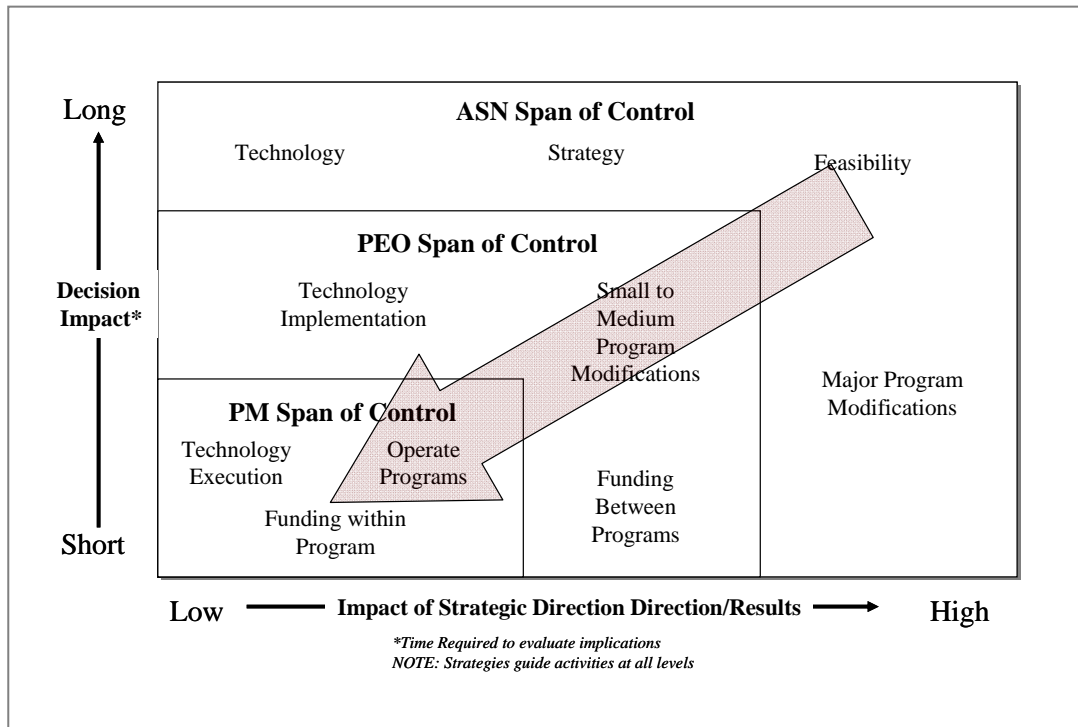 Long
ASN Span of Control
Technology
Strategy
Feasibility
PEO Span of Control
Decision
Impact*
Technology
Implementation
Small to
Medium
Program
Modifications
Major Program
Modifications
PM Span of Control
Technology
Execution
Operate
Programs
Funding within
Program
Funding
Between
Programs
Short
Low
Impact of Strategic Direction Direction/Results
High
*Time Required to evaluate implications
NOTE: Strategies guide activities at all levels